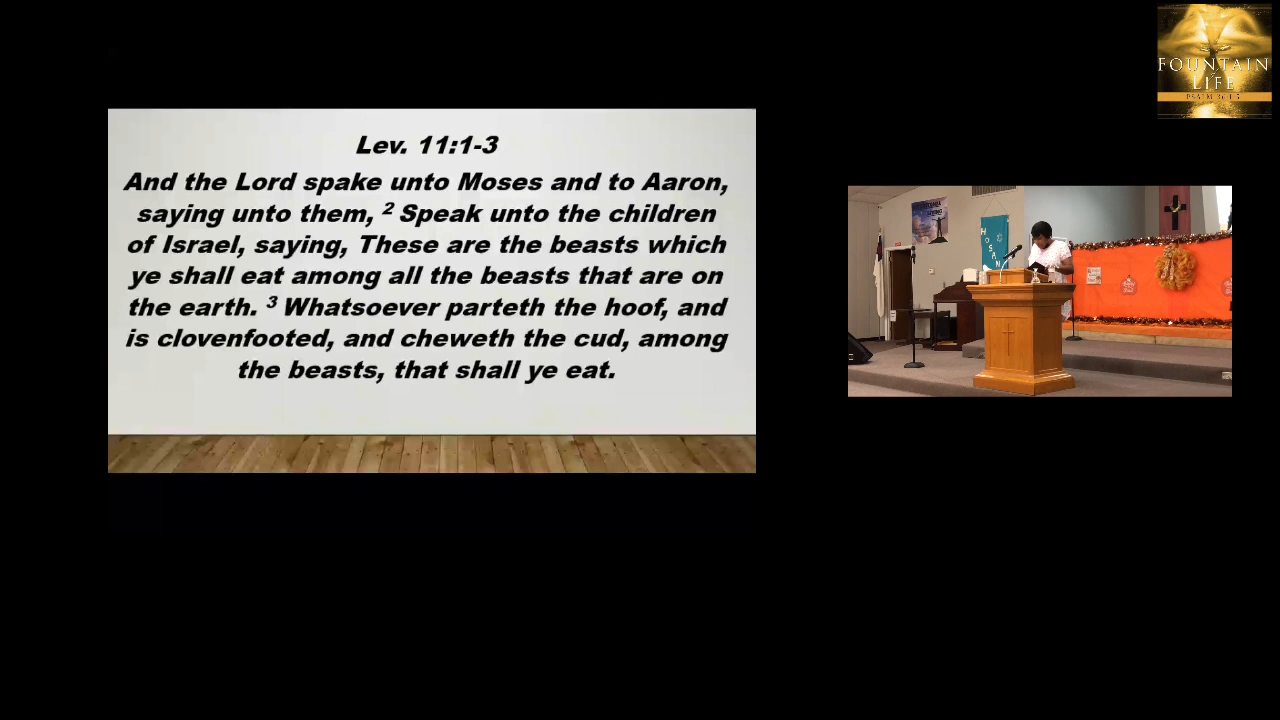 Lev. 11:1-3
And the Lord spake unto Moses and to Aaron,
saying unto them, 2 Speak unto the children
of Israel, saying, These are the beasts which
ye shall eat among all the beasts that are on
the earth. 3 Whatsoever parteth the hoof, and
is clovenfooted, and cheweth the cud, among
the beasts, that shall ye eat.
FOUNTAIN
of
LIFE
HOSAN